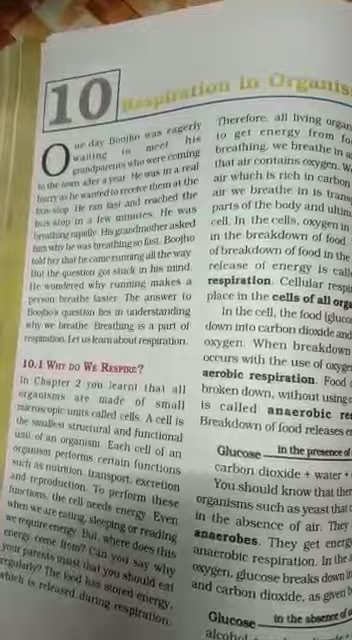 10
Respiration in Organis
One day Boojho was eagerly
waiting to meet his
grandparents who were coming
to the town after a year. He was in a real
hurry as he wanted to receive them at the
bus-stop. He ran fast and reached the
bus-stop in a few minutes. He was
breathing rapidly. His grandmother asked
him why he was breathing so fast. Boojho
told her that he came running all the way.
But the question got stuck in his mind.
He wondered why running makes a
person breathe faster. The answer to
Boojho's question lies in understanding
why we breathe. Breathing is a part of
respiration. Let us learn about respiration.
10.1 WHY DO WE RESPIRE?
In Chapter 2 you learnt that all
organisms are made of small
microscopic units called cells. A cell is
the smallest structural and functional
unit of an organism. Each cell of an
organism performs certain functions
such as nutrition, transport, excretion
and reproduction. To perform these
functions, the cell needs energy. Even
when we are eating, sleeping or reading
we require energy. But, where does this
energy come from? Can you say why
your parents insist that you should eat
regularly? The food has stored energy,
which is released during respiration.
Therefore, all living organ
to get energy from fo
breathing, we breathe in a
that air contains oxygen. W
air which is rich in carbon
air we breathe in is trans
parts of the body and ultim
cell. In the cells, oxygen in
in the breakdown of food
of breakdown of food in the
release of energy is calle
respiration. Cellular respi
place in the cells of all orga
In the cell, the food (gluco
down into carbon dioxide and
oxygen. When breakdown
occurs with the use of oxyge
aerobic respiration. Food
broken down, without using o
is called anaerobic res
Breakdown of food releases e
Glucose in the presence of
carbon dioxide + water +
You should know that ther
organisms such as yeast that c
in the absence of air. They
anaerobes. They get energ
anaerobic respiration. In the a
oxygen, glucose breaks down in
and carbon dioxide, as given b
Glucose in the absence of
alcohol